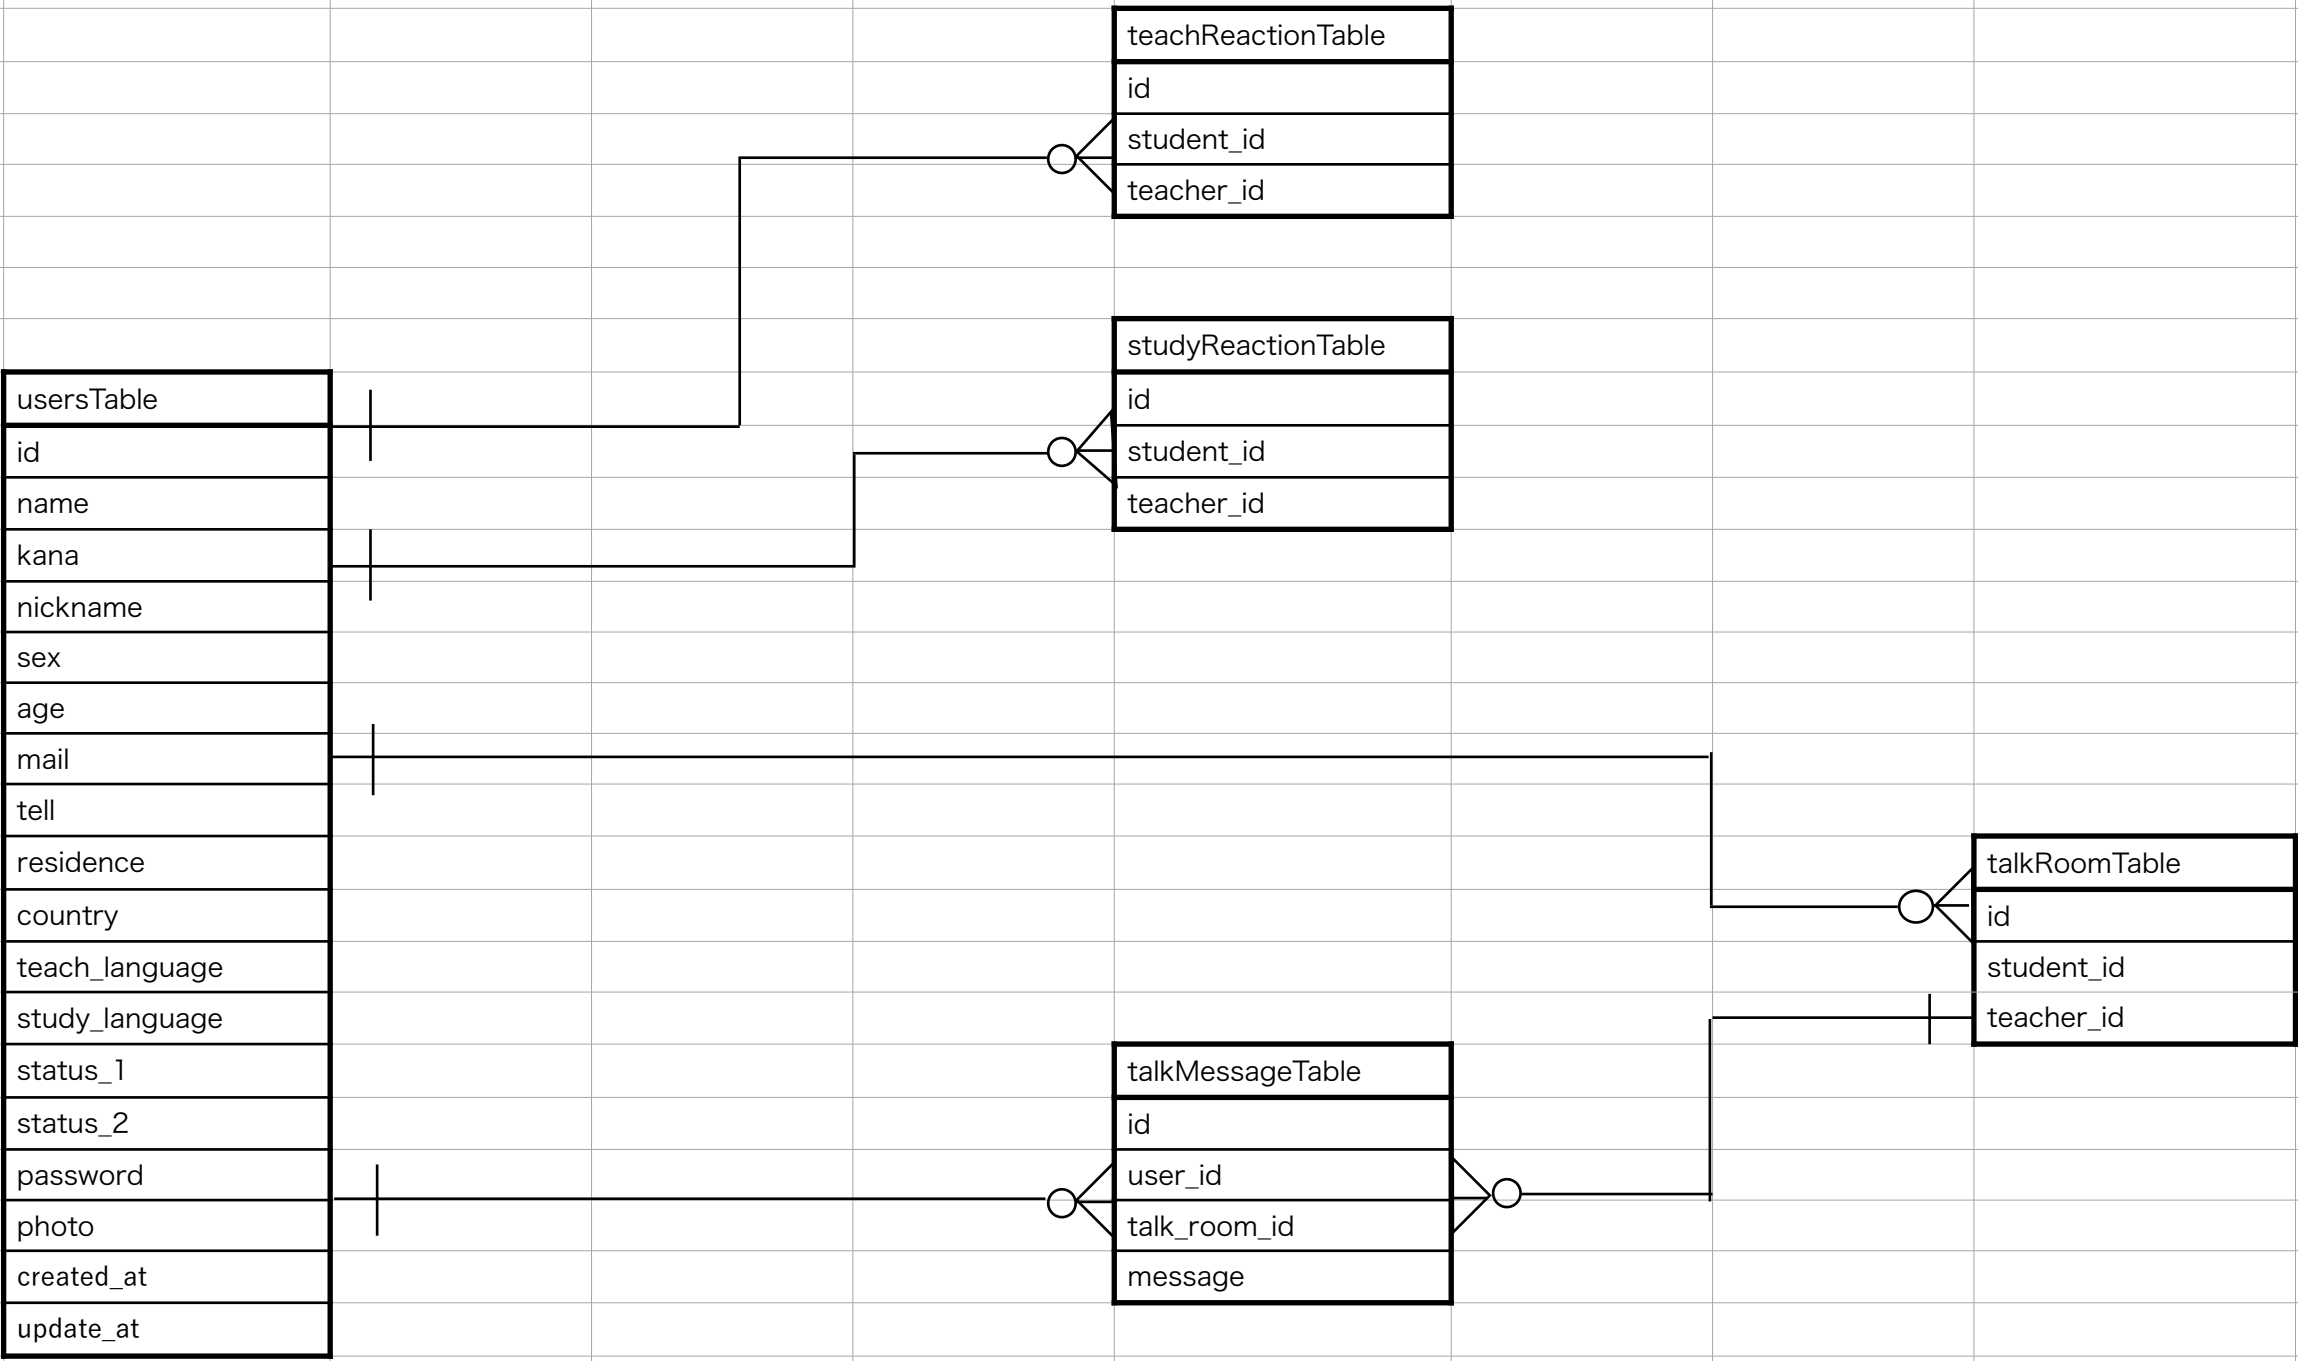 teachReactionTable
id
student_id
teacher_id
studyReactionTable
id
student_id
teacher_id
usersTable
id
name
kana
nickname
sex
age
mail
tell
residence
country
teach_language
study_language
status_1
status_2
password
photo
created_at
update_at
talkRoomTable
id
student_id
teacher_id
talkMessageTable
id
user_id
talk_room_id
message